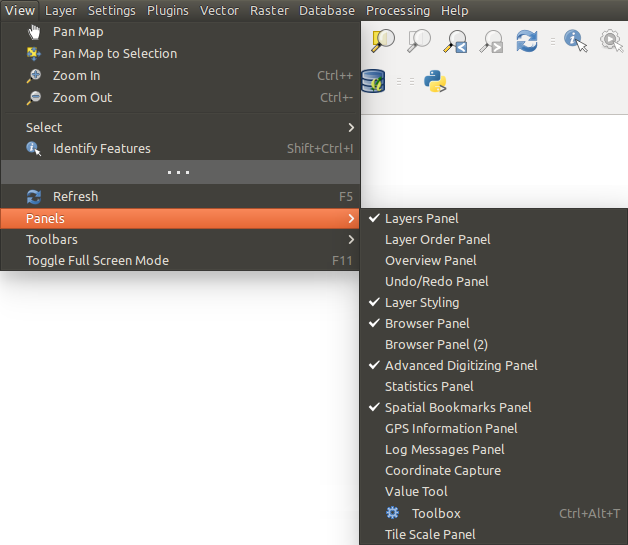 View Layer Settings Plugins Vector Raster Database Processing Help
Pan Map
Pan Map to Selection
Zoom In Ctrl++
Zoom Out Ctrl+-
Select
Identify Features Shift+Ctrl+I
Refresh F5
Panels
Toolbars
Toggle Full Screen Mode F11
Layers Panel
Layer Order Panel
Overview Panel
Undo/Redo Panel
Layer Styling
Browser Panel
Browser Panel (2)
Advanced Digitizing Panel
Statistics Panel
Spatial Bookmarks Panel
GPS Information Panel
Log Messages Panel
Coordinate Capture
Value Tool
Toolbox Ctrl+Alt+T
Tile Scale Panel